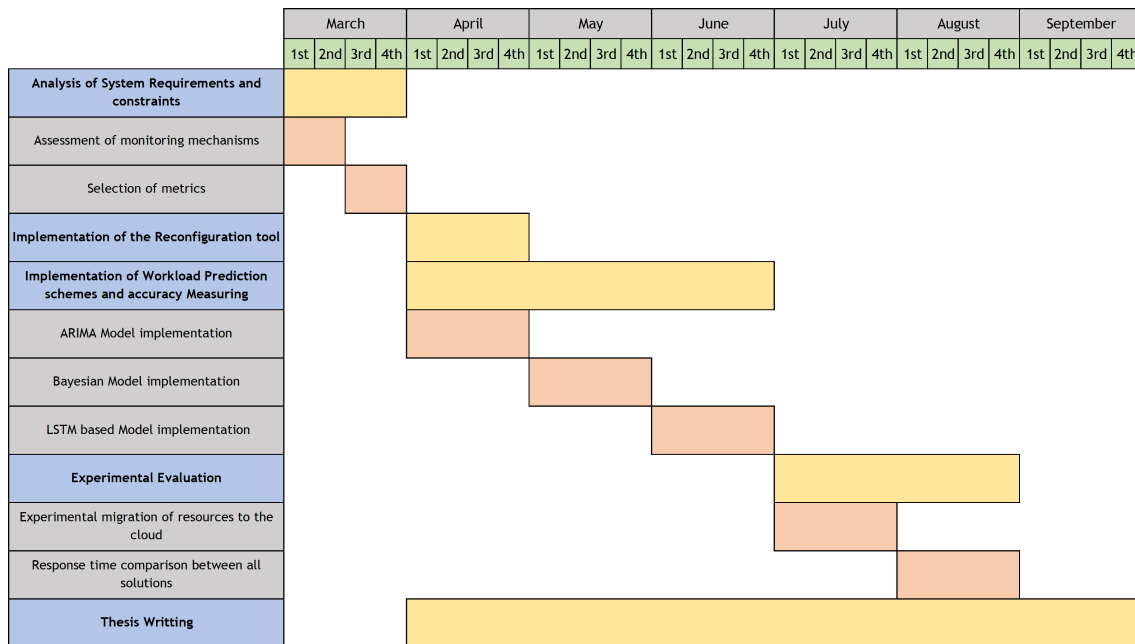 March April May June July August September
1st 2nd 3rd 4th 1st 2nd 3rd 4th 1st 2nd 3rd 4th 1st 2nd 3rd 4th 1st 2nd 3rd 4th 1st 2nd 3rd 4th 1st 2nd 3rd 4th
Analysis of System Requirements and
constraints
Assessment of monitoring mechanisms
Selection of metrics
Implementation of the Reconfiguration tool
Implementation of Workload Prediction
schemes and accuracy Measuring
ARIMA Model implementation
Bayesian Model implementation
LSTM based Model implementation
Experimental Evaluation
Experimental migration of resources to the
cloud
Response time comparison between all
solutions
Thesis Writting